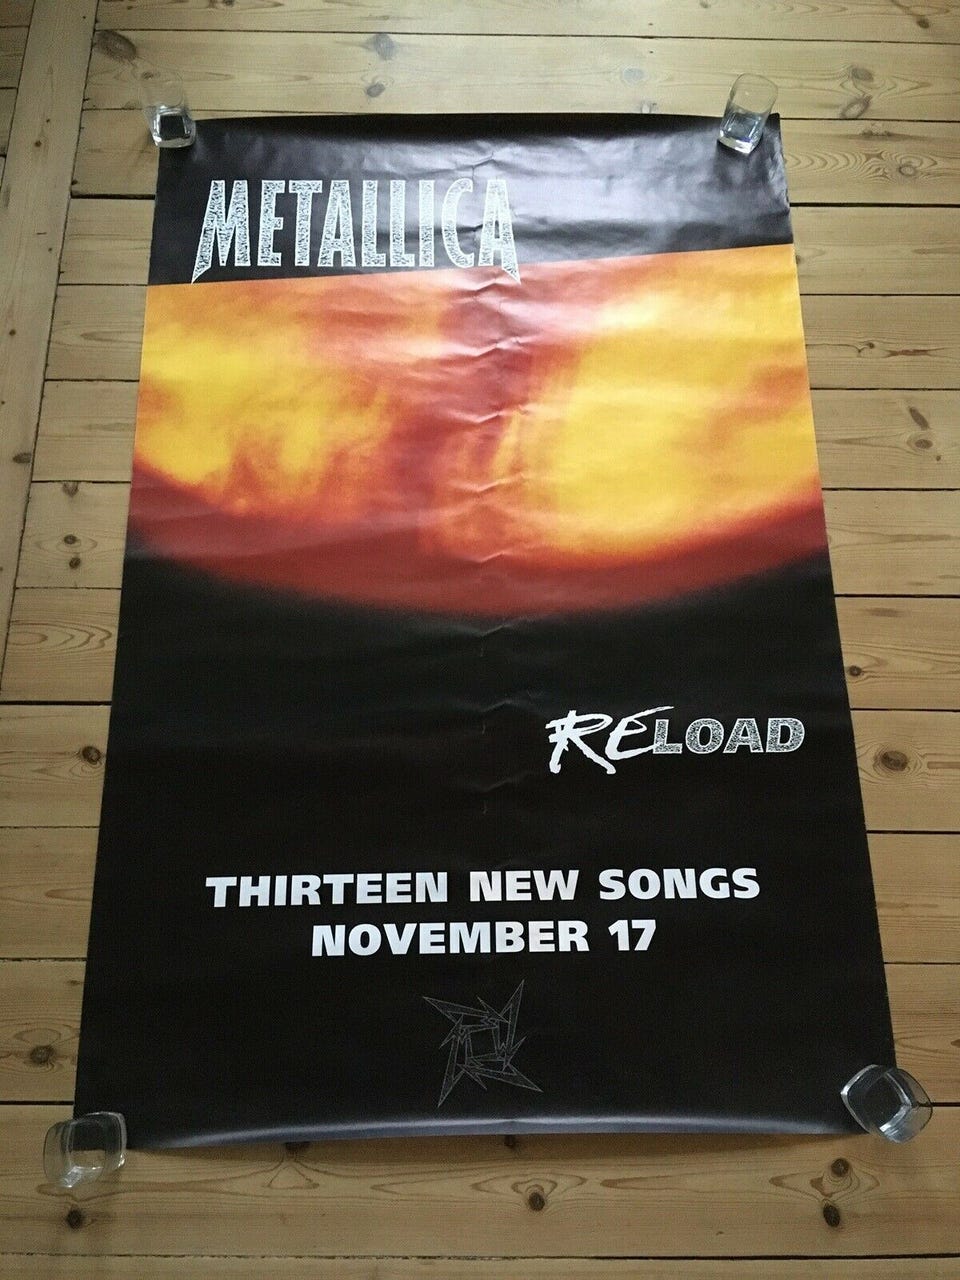 METALLICA
RELOAD
THIRTEEN NEW SONGS
NOVEMBER 17